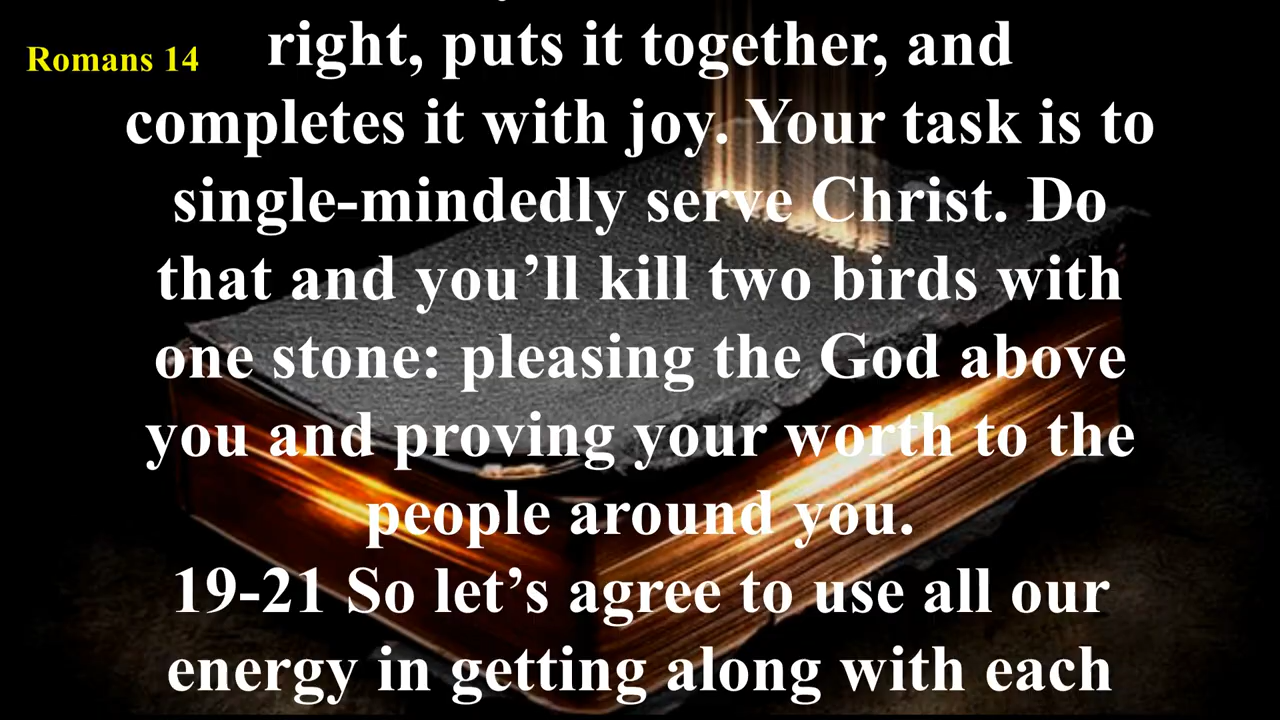 Romans 14
right, puts it together, and
completes it with joy. Your task is to
single-mindedly serve Christ. Do
that and you’ll kill two birds with
one stone: pleasing the God above
you and proving your worth to the
people around you.
19-21 So let’s agree to use all our
energy in getting along with each